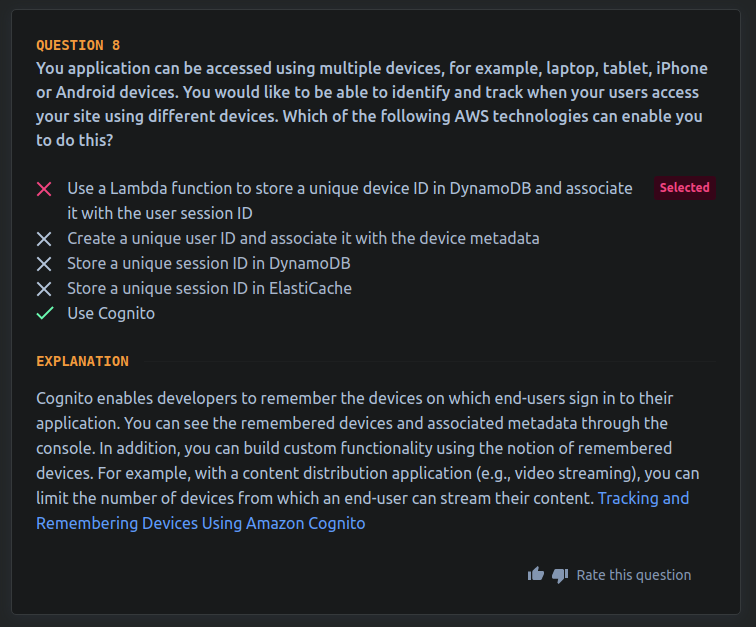 QUESTION 8
You application can be accessed using multiple devices, for example, laptop, tablet, iPhone
or Android devices. You would like to be able to identify and track when your users access
your site using different devices. Which of the following AWS technologies can enable you
to do this?
Use a Lambda function to store a unique device ID in DynamoDB and associate
Selected
it with the user session ID
Create a unique user ID and associate it with the device metadata
Store a unique session ID in DynamoDB
Store a unique session ID in ElastiCache
Use Cognito
EXPLANATION
Cognito enables developers to remember the devices on which end-users sign in to their
application. You can see the remembered devices and associated metadata through the
console. In addition, you can build custom functionality using the notion of remembered
devices. For example, with a content distribution application (e.g., video streaming), you can
limit the number of devices from which an end-user can stream their content. Tracking and
Remembering Devices Using Amazon Cognito
Rate this question